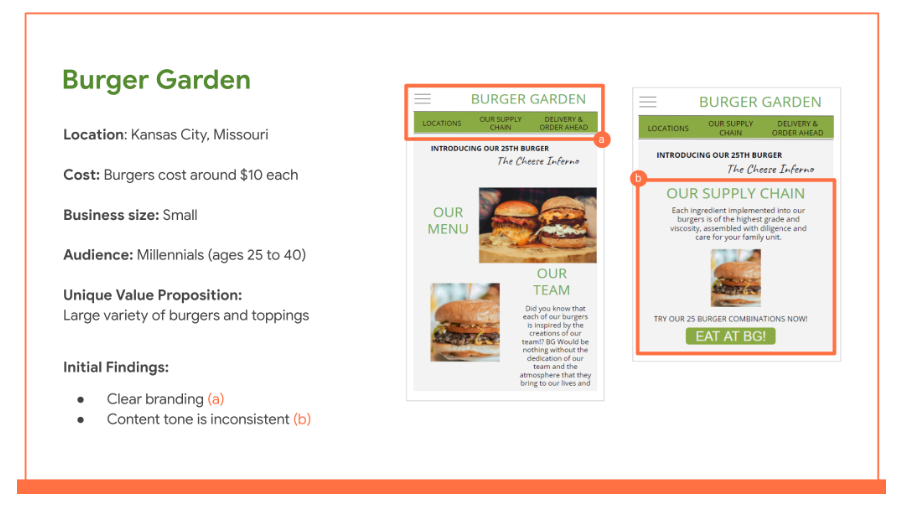 Burger Garden
Location: Kansas City, Missouri
Cost: Burgers cost around $10 each
Business size: Small
Audience: Millennials (ages 25 to 40)
Unique Value Proposition:
Large variety of burgers and toppings
Initial Findings:
● Clear branding (a)
● Content tone is inconsistent (b)
BURGER GARDEN
LOCATIONS
OUR SUPPLY
CHAIN
DELIVERY &
ORDER AHEAD
a
INTRODUCING OUR 25TH BURGER
The Cheese Inferno
OUR
MENU
OUR
TEAM
Did you know that
each of our burgers
is inspired by the
creations of our
team!? BG Would be
nothing without the
dedication of our
team and the
atmosphere that they
bring to our lives and
BURGER GARDEN
LOCATIONS
OUR SUPPLY
CHAIN
DELIVERY &
ORDER AHEAD
INTRODUCING OUR 25TH BURGER
The Cheese Inferno
b
OUR SUPPLY CHAIN
Each ingredient implemented into our
burgers is of the highest grade and
viscosity, assembled with diligence and
care for your family unit.
TRY OUR 25 BURGER COMBINATIONS NOW!
EAT AT BG!